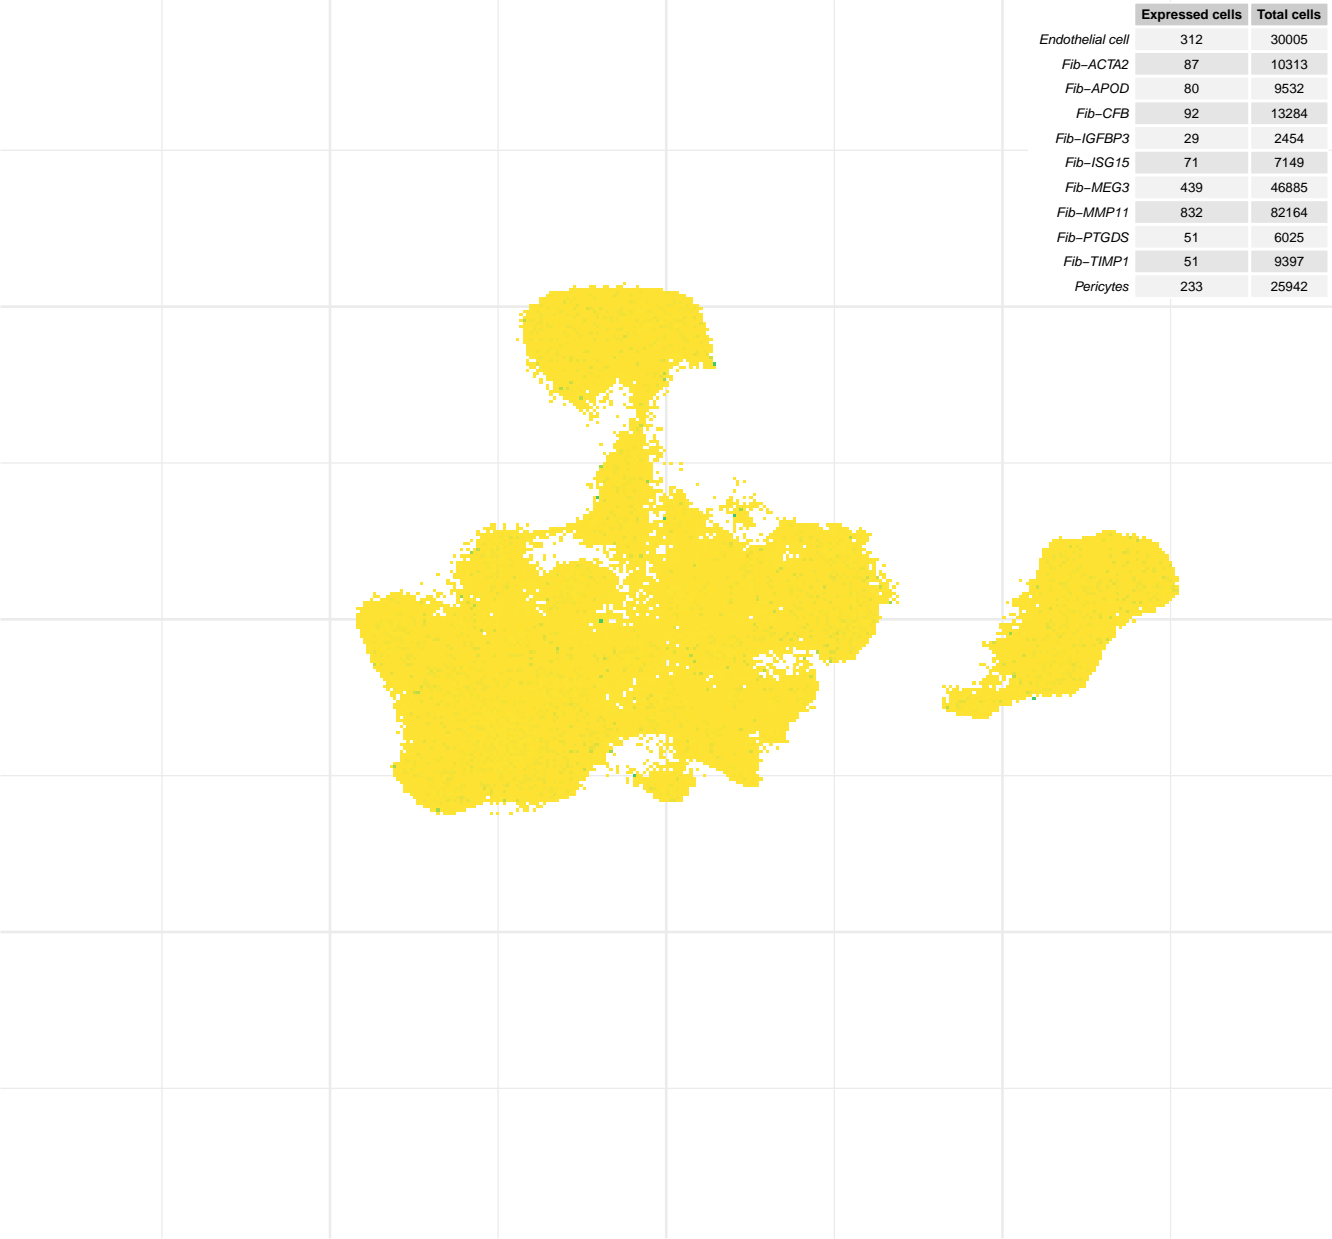 Expressed cells Total cells
Endothelial cell 312 30005
Fib−ACTA2 87 10313
Fib−APOD 80 9532
Fib−CFB 92 13284
Fib−IGFBP3 29 2454
Fib−ISG15 71 7149
Fib−MEG3 439 46885
Fib−MMP11 832 82164
Fib−PTGDS 51 6025
Fib−TIMP1 51 9397
Pericytes 233 25942